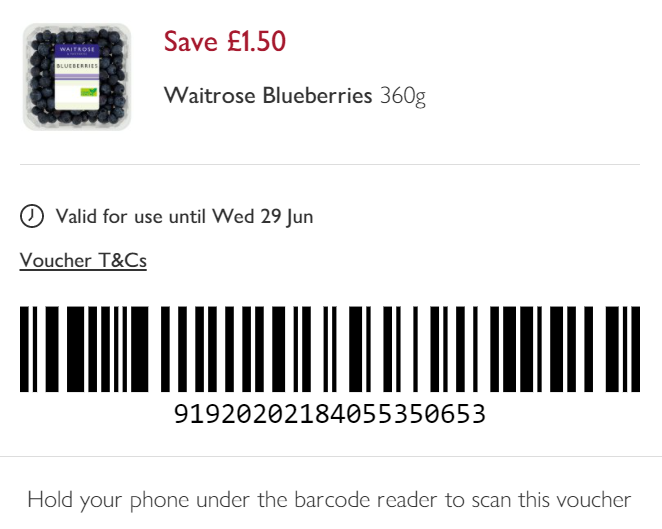 WAITROSE
BLUEBERRIES
Save £1.50
Waitrose Blueberries 360g
Valid for use until Wed 29 Jun
Voucher T&Cs
91920202184055350653
Hold your phone under the barcode reader to scan this voucher